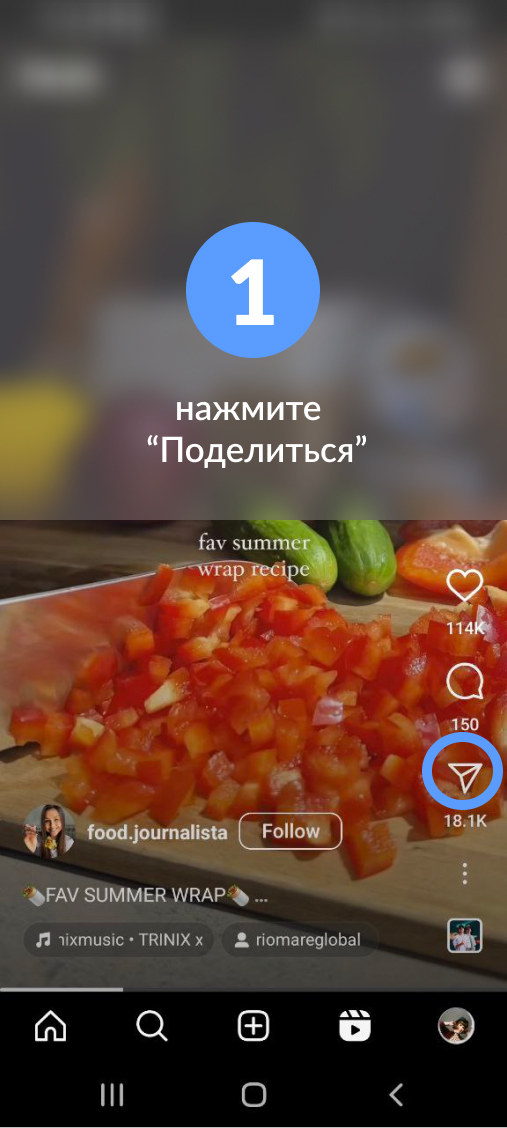 1
нажмите
“Поделиться”
fav summer
wrap recipe
114K
150
18.1K
food.journalista
Follow
FAV SUMMER WRAP ...
nixmusic • TRINIX x
riomareglobal